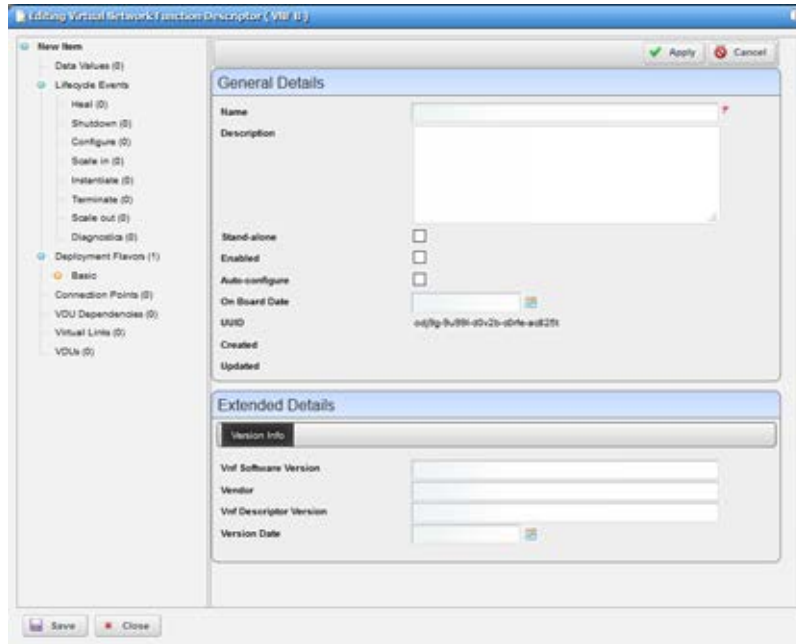 Editing Virtual Network Function Descriptor
New Item
Data Values (0)
Lifecycle Events
Heal (0)
Shutdown (0)
Configure (0)
Scale in (0)
Instantiate (0)
Terminate (0)
Scale out (0)
Diagnostics (0)
Deployment Flavors (1)
Basic
Connection Points (0)
VDU Dependencies (0)
Virtual Links (0)
VDUs (0)
Apply
Cancel
General Details
Name
Description
Stand-alone
Enabled
Auto-configure
On Board Date
UUID
Created
Updated
Extended Details
Version Info
Vnf Software Version
Vendor
Vnf Descriptor Version
Version Date
Save
Close